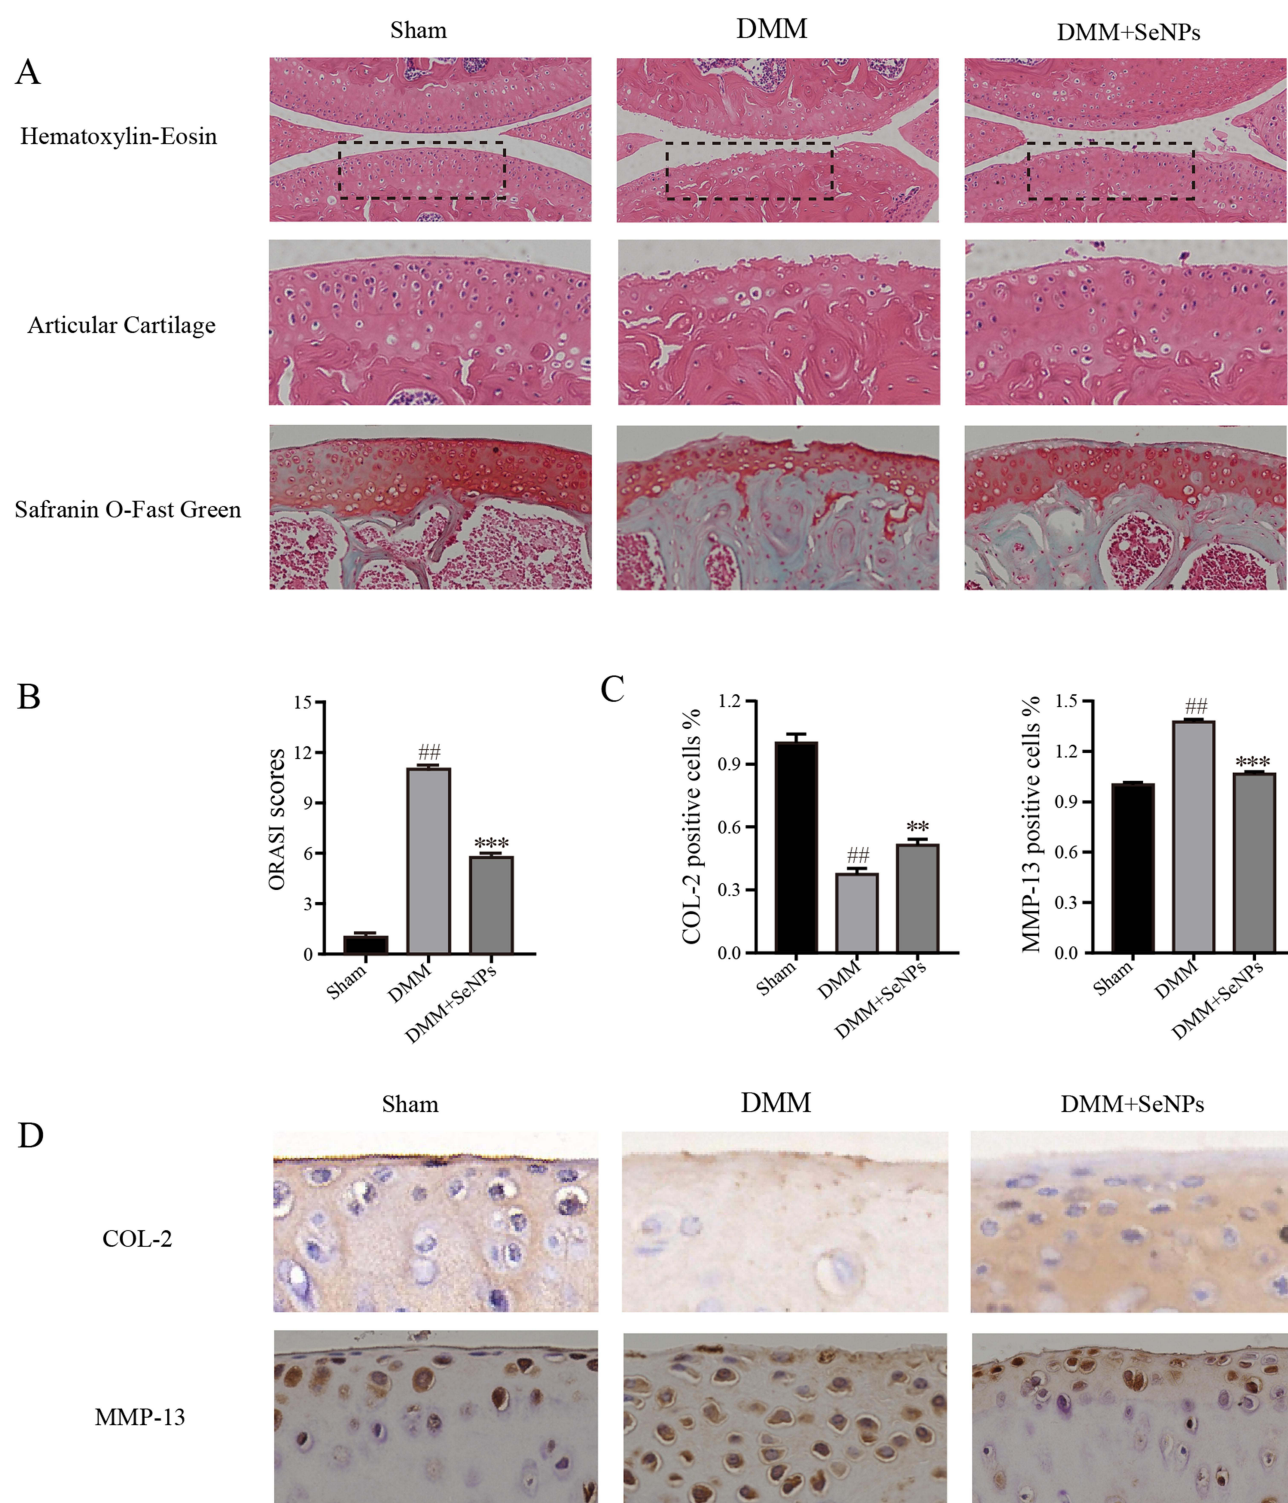 Sham DMM DMM+SeNPs
A
Hematoxylin-Eosin
Articular Cartilage
Safranin O-Fast Green
B
ORASI scores
15
12
9
6
3
0
##
***
Sham DMM DMM+SeNPs
C
COL-2 positive cells %
1.2
0.9
0.6
0.3
0.0
##
**
Sham DMM DMM+SeNPs
MMP-13 positive cells %
1.5
1.2
0.9
0.6
0.3
0.0
##
***
Sham DMM DMM+SeNPs
Sham DMM DMM+SeNPs
D
COL-2
MMP-13